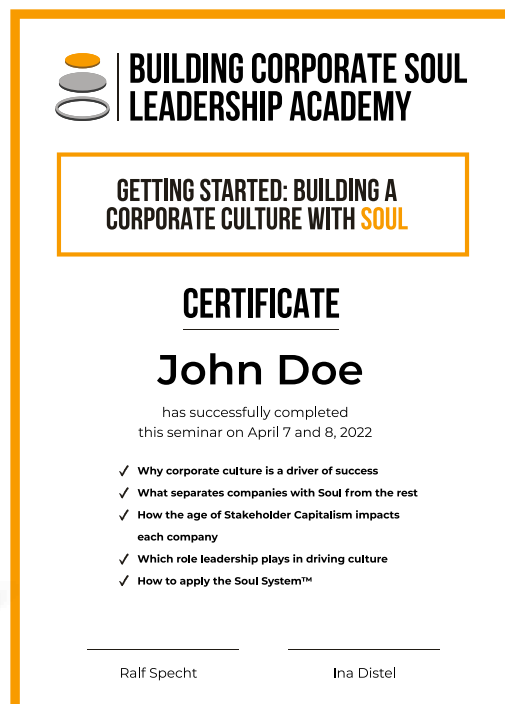 BUILDING CORPORATE SOUL
LEADERSHIP ACADEMY
GETTING STARTED: BUILDING A
CORPORATE CULTURE WITH SOUL
CERTIFICATE
John Doe
has successfully completed
this seminar on April 7 and 8, 2022
✓ Why corporate culture is a driver of success
✓ What separates companies with Soul from the rest
✓ How the age of Stakeholder Capitalism impacts
each company
✓ Which role leadership plays in driving culture
✓ How to apply the Soul System™
Ralf Specht
Ina Distel